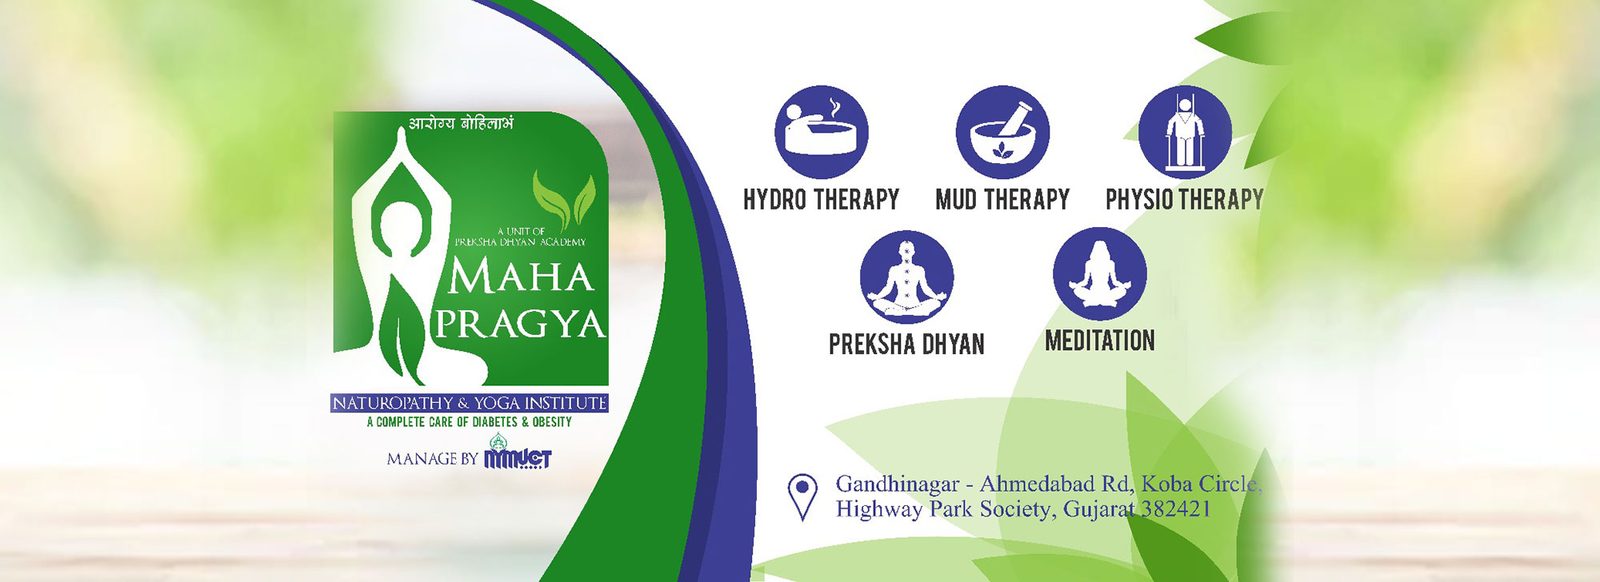 आरोग्य बोहिलाभं
A UNIT OF
PREKSHA DHYAN ACADEMY
MAHA
PRAGYA
NATUROPATHY & YOGA INSTITUTE
A COMPLETE CARE OF DIABETES & OBESITY
MANAGE BY
HYDRO THERAPY
MUD THERAPY
PHYSIO THERAPY
PREKSHA DHYAN
MEDITATION
Gandhinagar - Ahmedabad Rd, Koba Circle,
Highway Park Society, Gujarat 382421